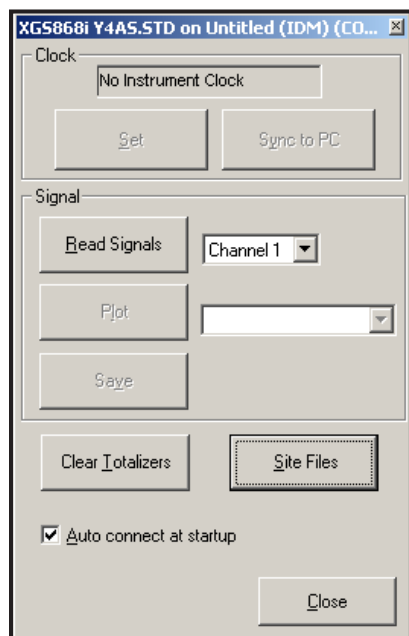 XGS868i Y4AS.STD on Untitled (IDM) (CO...
Clock
No Instrument Clock
Set Sync to PC
Signal
Read Signals Channel 1
Plot
Save
Clear Totalizers Site Files
Auto connect at startup
Close